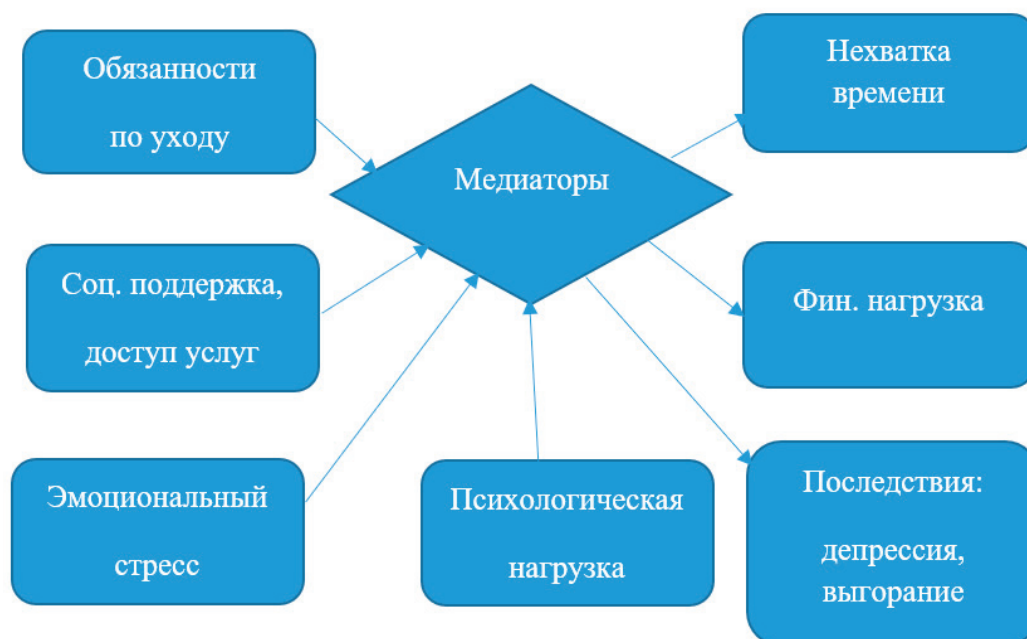 Обязанности
по уходу
Нехватка
времени
Медиаторы
Соц. поддержка,
доступ услуг
Фин. нагрузка
Эмоциональный
стресс
Психологическая
нагрузка
Последствия:
депрессия,
выгорание